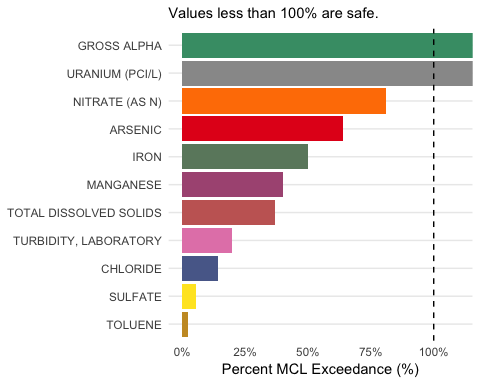 Values less than 100% are safe.
GROSS ALPHA
URANIUM (PCI/L)
NITRATE (AS N)
ARSENIC
IRON
MANGANESE
TOTAL DISSOLVED SOLIDS
TURBIDITY, LABORATORY
CHLORIDE
SULFATE
TOLUENE
0% 25% 50% 75% 100%
Percent MCL Exceedance (%)